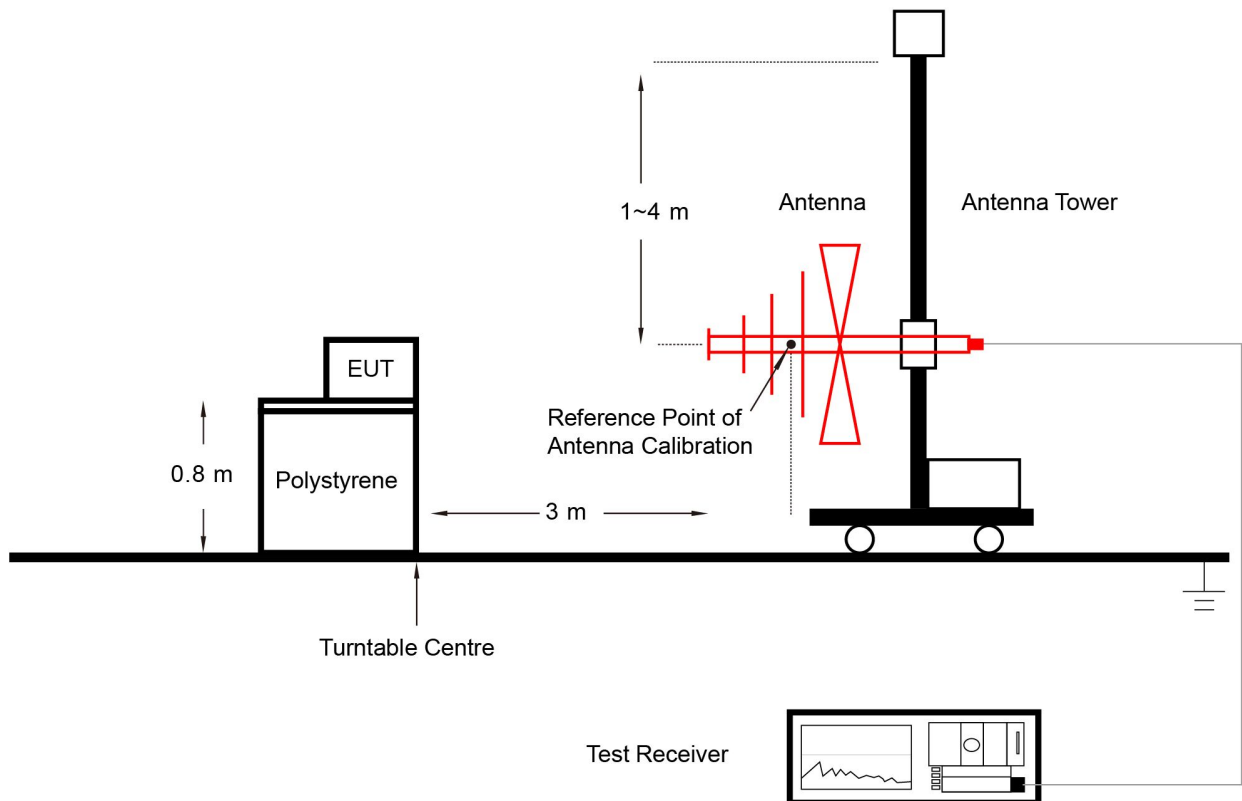 1~4 m
Antenna
Antenna Tower
EUT
Reference Point of
Antenna Calibration
0.8 m
Polystyrene
3 m
Turntable Centre
Test Receiver